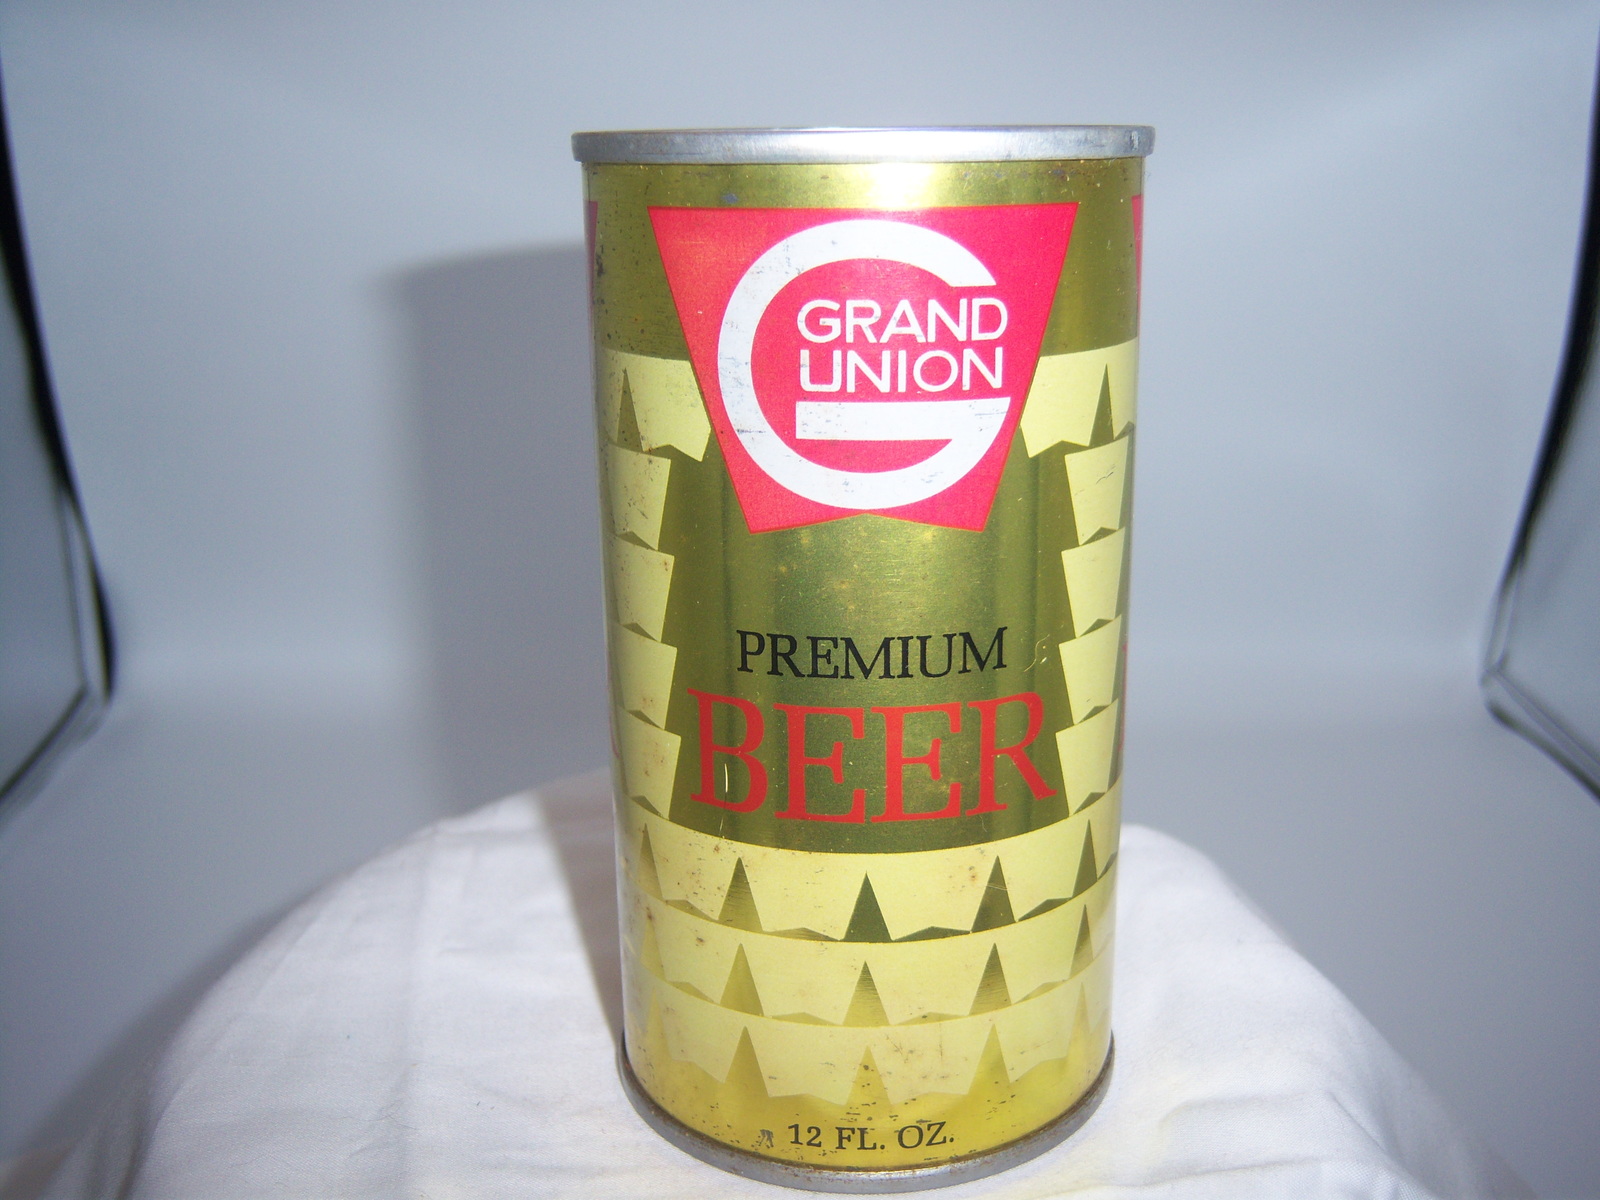 GRAND
UNION
PREMIUM
BEER
12 FL. OZ.